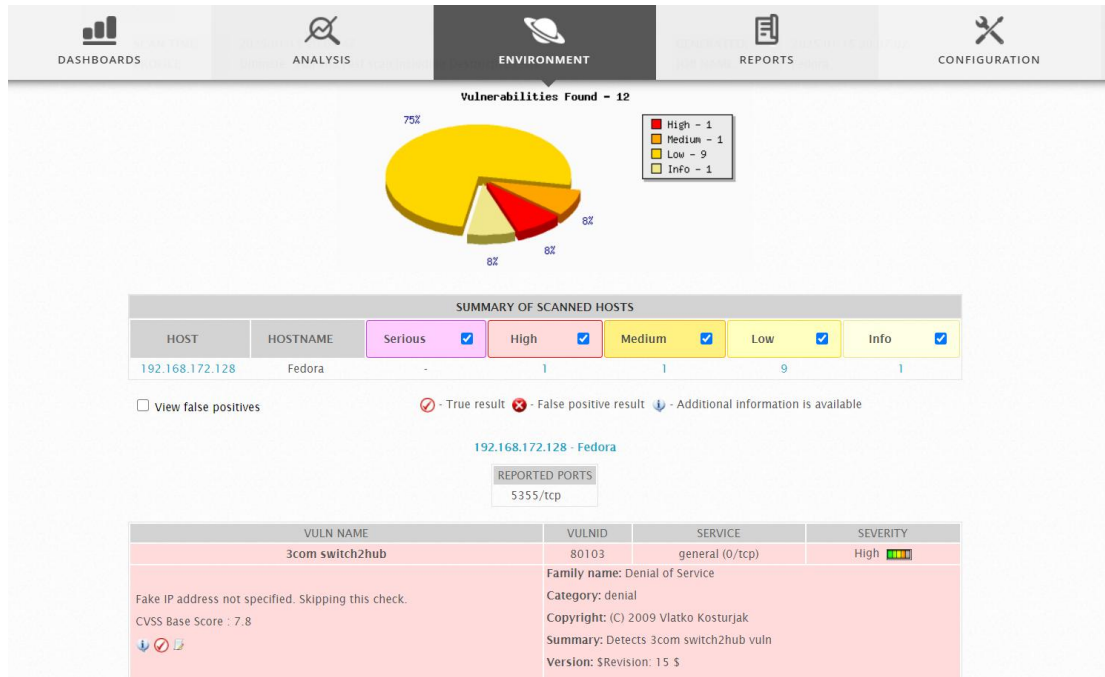 DASHBOARDS
ANALYSIS
ENVIRONMENT
REPORTS
CONFIGURATION
Vulnerabilities Found - 12
75%
8%
8%
8%
High - 1
Medium - 1
Low - 9
Info - 1
SUMMARY OF SCANNED HOSTS
HOST HOSTNAME Serious High Medium Low Info
192.168.172.128 Fedora - 1 1 9 1
View false positives
- True result - False positive result - Additional information is available
192.168.172.128 - Fedora
REPORTED PORTS
5355/tcp
VULN NAME VULNID SERVICE SEVERITY
3com switch2hub 80103 general (0/tcp) High
Fake IP address not specified. Skipping this check.
CVSS Base Score : 7.8
Family name: Denial of Service
Category: denial
Copyright: (C) 2009 Vlatko Kosturjak
Summary: Detects 3com switch2hub vuln
Version: $Revision: 15 $